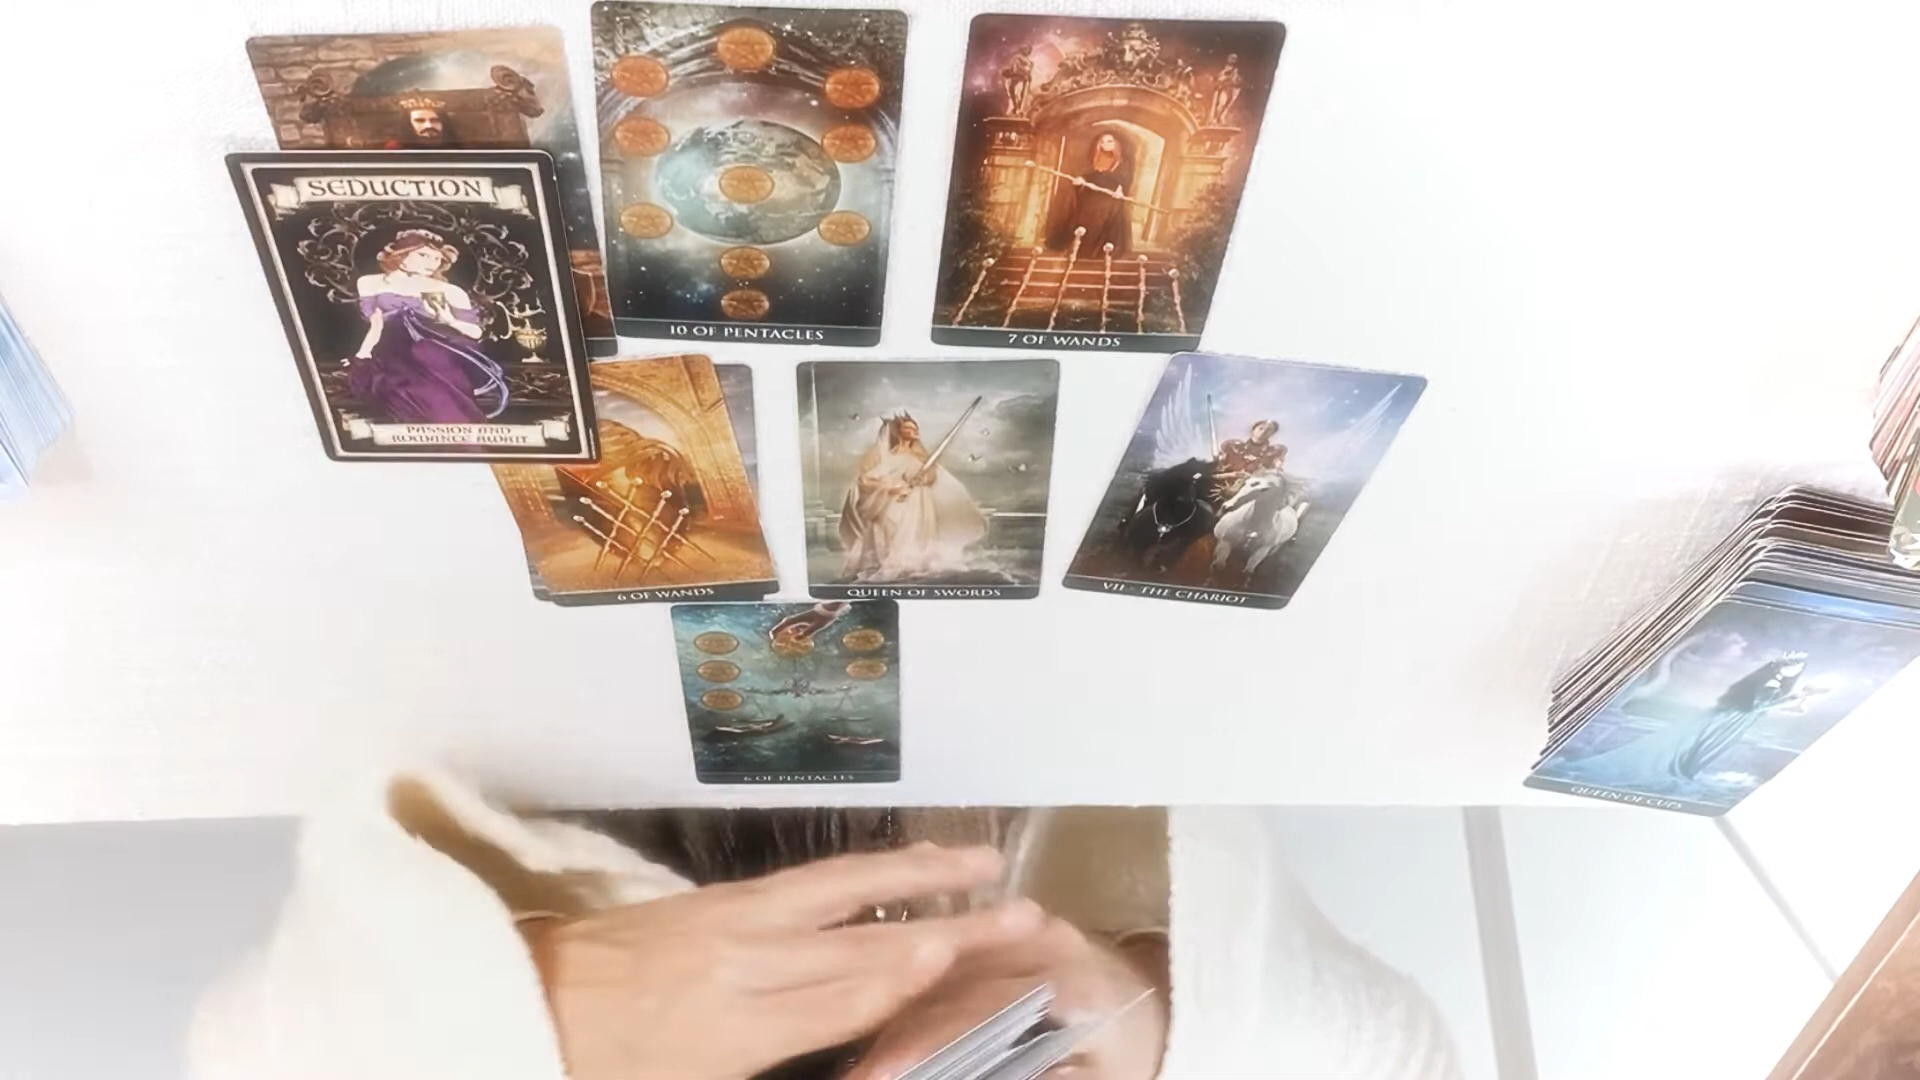 SEDUCTION
PASSION AND
ROMANCE AWAIT
10 OF PENTACLES
7 OF WANDS
6 OF WANDS
QUEEN OF SWORDS
VII - THE CHARIOT
6 OF PENTACLES
QUEEN OF CUPS